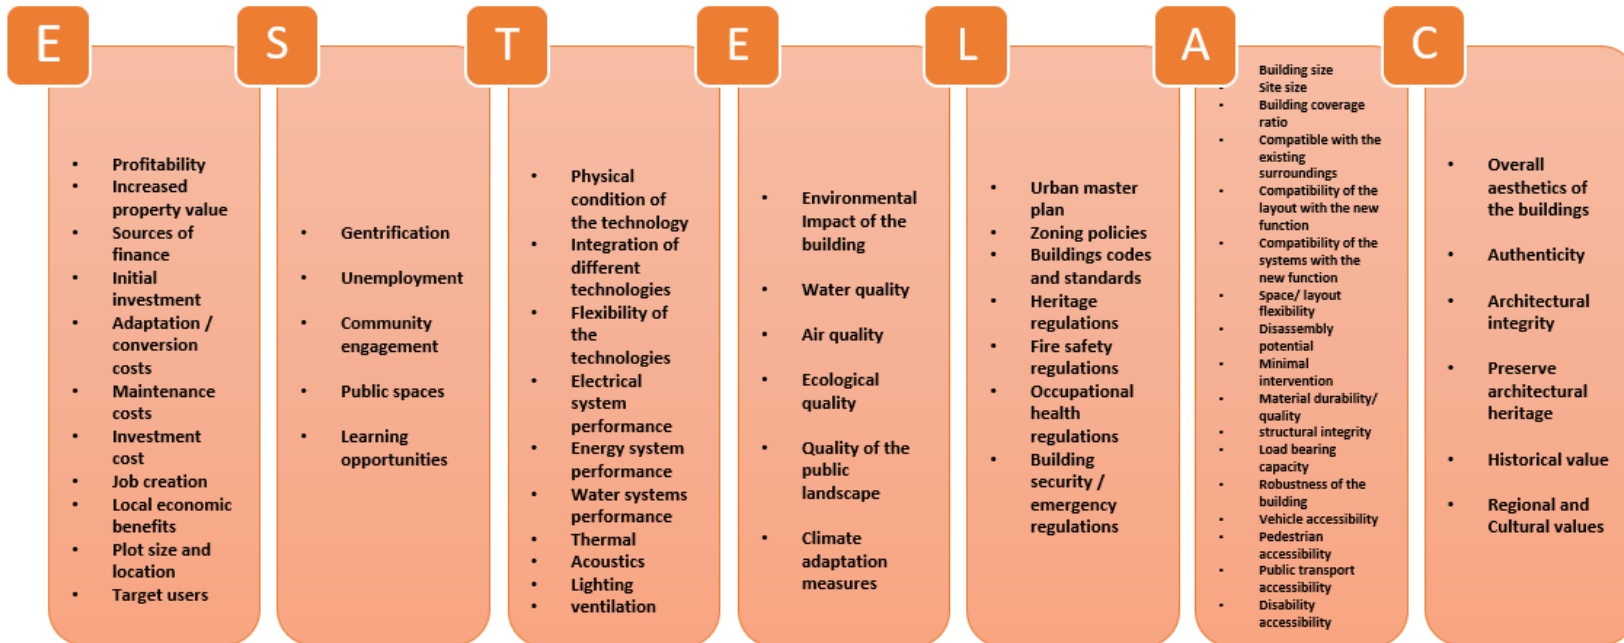 E
• Profitability
• Increased
property value
• Sources of
finance
• Initial
investment
• Adaptation /
conversion
costs
• Maintenance
costs
• Investment
cost
• Job creation
• Local economic
benefits
• Plot size and
location
• Target users
S
• Gentrification
• Unemployment
• Community
engagement
• Public spaces
• Learning
opportunities
T
• Physical
condition of
the technology
• Integration of
different
technologies
• Flexibility of
the
technologies
• Electrical
system
performance
• Energy system
performance
• Water systems
performance
• Thermal
• Acoustics
• Lighting
• ventilation
E
• Environmental
Impact of the
building
• Water quality
• Air quality
• Ecological
quality
• Quality of the
public
landscape
• Climate
adaptation
measures
L
• Urban master
plan
• Zoning policies
• Buildings codes
and standards
• Heritage
regulations
• Fire safety
regulations
• Occupational
health
regulations
• Building
security /
emergency
regulations
A
Building size
• Site size
• Building coverage
ratio
• Compatible with the
existing
surroundings
• Compatibility of the
layout with the new
function
• Compatibility of the
systems with the
new function
• Space/ layout
flexibility
• Disassembly
potential
• Minimal
intervention
• Material durability/
quality
• structural integrity
• Load bearing
capacity
• Robustness of the
building
• Vehicle accessibility
• Pedestrian
accessibility
• Public transport
accessibility
• Disability
accessibility
C
• Overall
aesthetics of
the buildings
• Authenticity
• Architectural
integrity
• Preserve
architectural
heritage
• Historical value
• Regional and
Cultural values